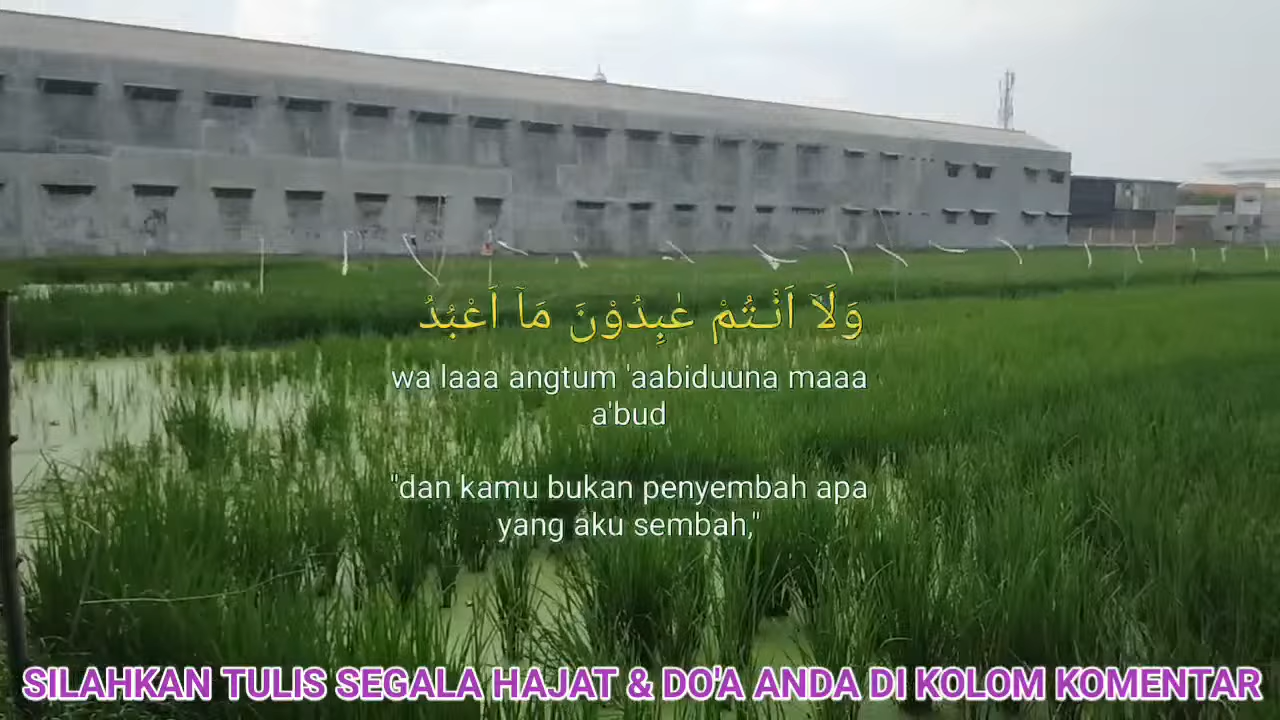 وَلَآ اَنْـتُمْ عٰبِدُوْنَ مَآ اَعْبُدُ
wa laaa angtum 'aabiduuna maaa
a'bud
"dan kamu bukan penyembah apa
yang aku sembah,"
SILAHKAN TULIS SEGALA HAJAT & DO'A ANDA DI KOLOM KOMENTAR